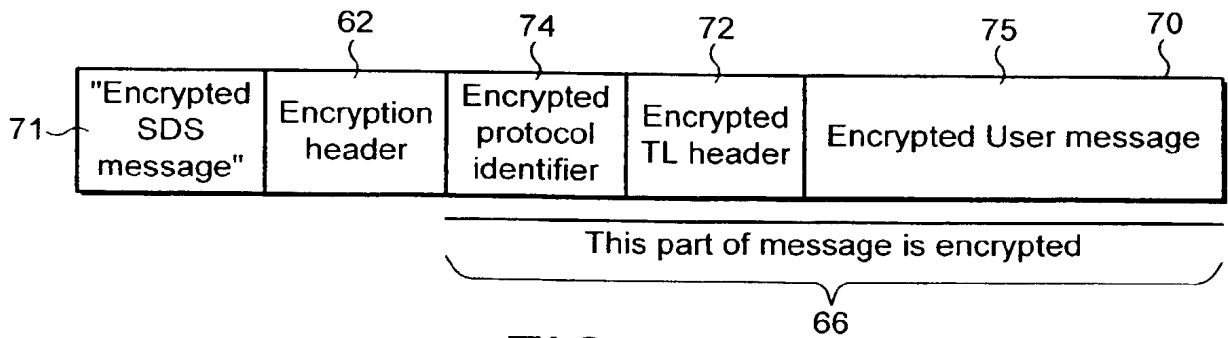 62
74
72
75
70
71
"Encrypted
SDS
message"
Encryption
header
Encrypted
protocol
identifier
Encrypted
TL header
Encrypted User message
This part of message is encrypted
66